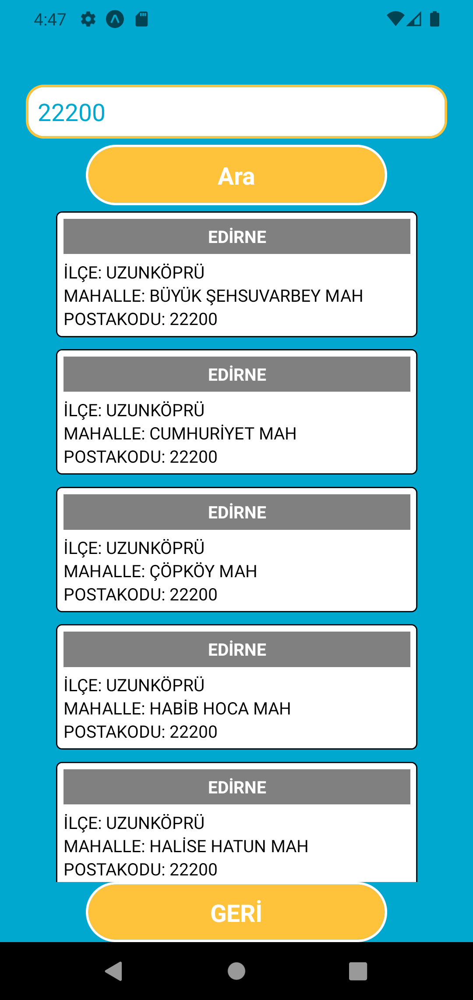 4:47
22200
Ara
EDİRNE
İLÇE: UZUNKÖPRÜ
MAHALLE: BÜYÜK ŞEHSUVARBEY MAH
POSTAKODU: 22200
EDİRNE
İLÇE: UZUNKÖPRÜ
MAHALLE: CUMHURİYET MAH
POSTAKODU: 22200
EDİRNE
İLÇE: UZUNKÖPRÜ
MAHALLE: ÇÖPKÖY MAH
POSTAKODU: 22200
EDİRNE
İLÇE: UZUNKÖPRÜ
MAHALLE: HABİB HOCA MAH
POSTAKODU: 22200
EDİRNE
İLÇE: UZUNKÖPRÜ
MAHALLE: HALİSE HATUN MAH
POSTAKODU: 22200
GERİ